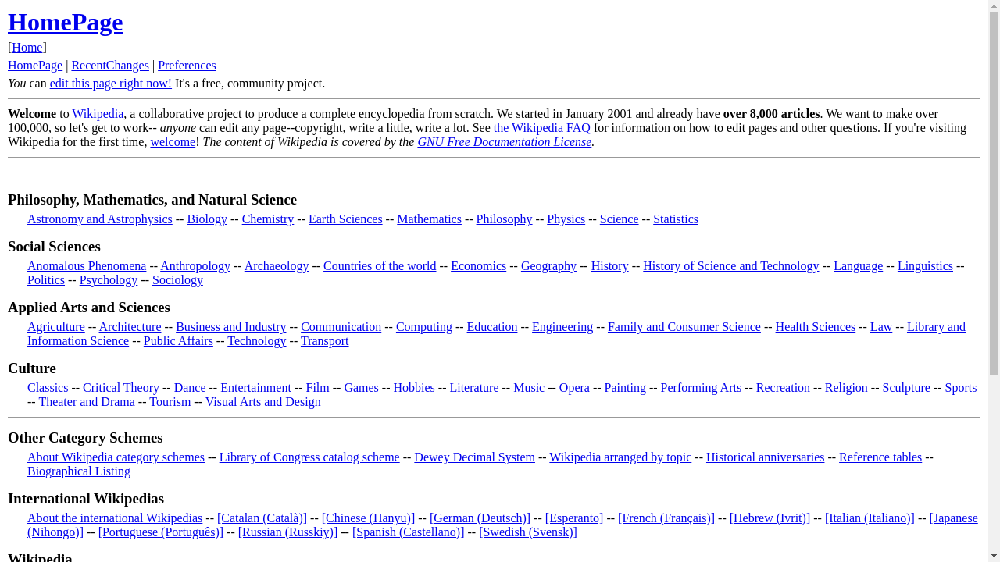 HomePage
[Home]
HomePage | RecentChanges | Preferences
You can edit this page right now! It's a free, community project.
Welcome to Wikipedia, a collaborative project to produce a complete encyclopedia from scratch. We started in January 2001 and already have over 8,000 articles. We want to make over
100,000, so let's get to work-- anyone can edit any page--copyright, write a little, write a lot. See the Wikipedia FAQ for information on how to edit pages and other questions. If you're visiting
Wikipedia for the first time, welcome! The content of Wikipedia is covered by the GNU Free Documentation License.
Philosophy, Mathematics, and Natural Science
Astronomy and Astrophysics -- Biology -- Chemistry -- Earth Sciences -- Mathematics -- Philosophy -- Physics -- Science -- Statistics
Social Sciences
Anomalous Phenomena -- Anthropology -- Archaeology -- Countries of the world -- Economics -- Geography -- History -- History of Science and Technology -- Language -- Linguistics --
Politics -- Psychology -- Sociology
Applied Arts and Sciences
Agriculture -- Architecture -- Business and Industry -- Communication -- Computing -- Education -- Engineering -- Family and Consumer Science -- Health Sciences -- Law -- Library and
Information Science -- Public Affairs -- Technology -- Transport
Culture
Classics -- Critical Theory -- Dance -- Entertainment -- Film -- Games -- Hobbies -- Literature -- Music -- Opera -- Painting -- Performing Arts -- Recreation -- Religion -- Sculpture -- Sports
-- Theater and Drama -- Tourism -- Visual Arts and Design
Other Category Schemes
About Wikipedia category schemes -- Library of Congress catalog scheme -- Dewey Decimal System -- Wikipedia arranged by topic -- Historical anniversaries -- Reference tables --
Biographical Listing
International Wikipedias
About the international Wikipedias -- [Catalan (Català)] -- [Chinese (Hanyu)] -- [German (Deutsch)] -- [Esperanto] -- [French (Français)] -- [Hebrew (Ivrit)] -- [Italian (Italiano)] -- [Japanese
(Nihongo)] -- [Portuguese (Português)] -- [Russian (Russkiy)] -- [Spanish (Castellano)] -- [Swedish (Svensk)]
Wikipedia